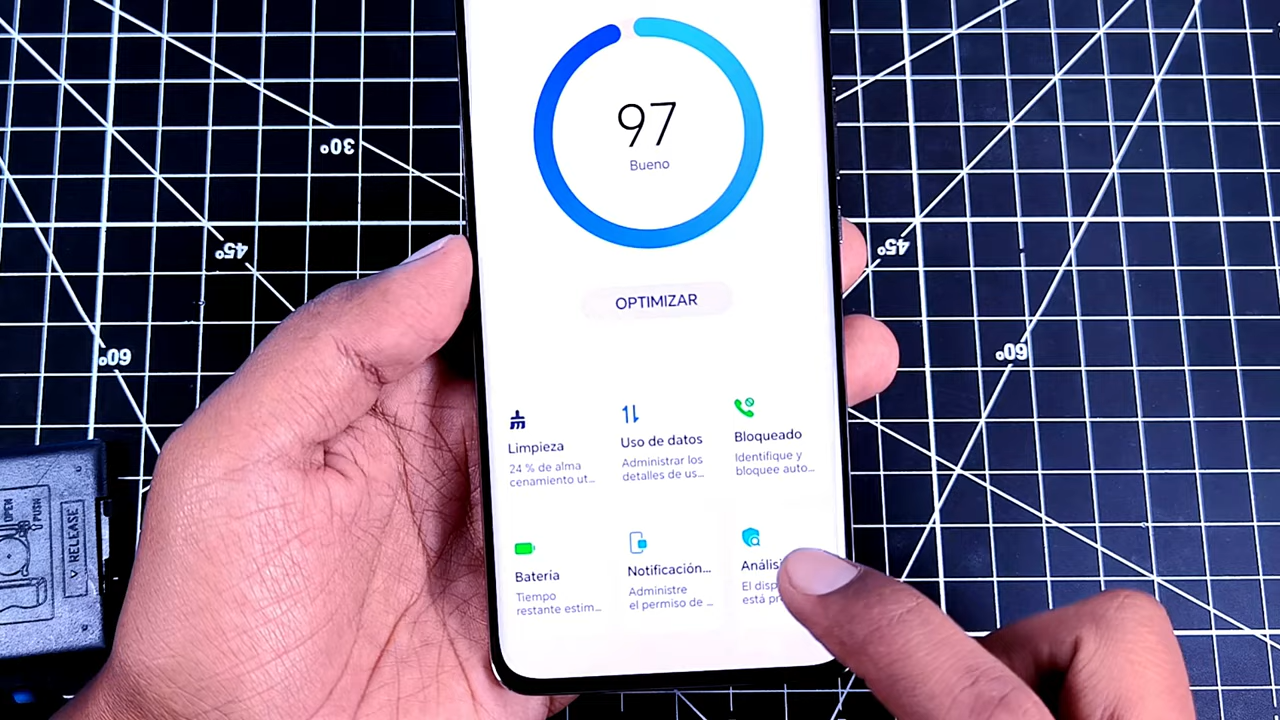 97
Bueno
OPTIMIZAR
Limpieza
24 % de alma
cenamiento ut...
Uso de datos
Administrar los
detalles de us...
Bloqueado
Identifique y
bloquee auto...
Bateria
Tiempo
restante estim...
Notificación...
Administre
el permiso de ...
Análisi
El disp
está pr
30°
45°
60°
45°
60°
OPEN
PUSH
RELEASE